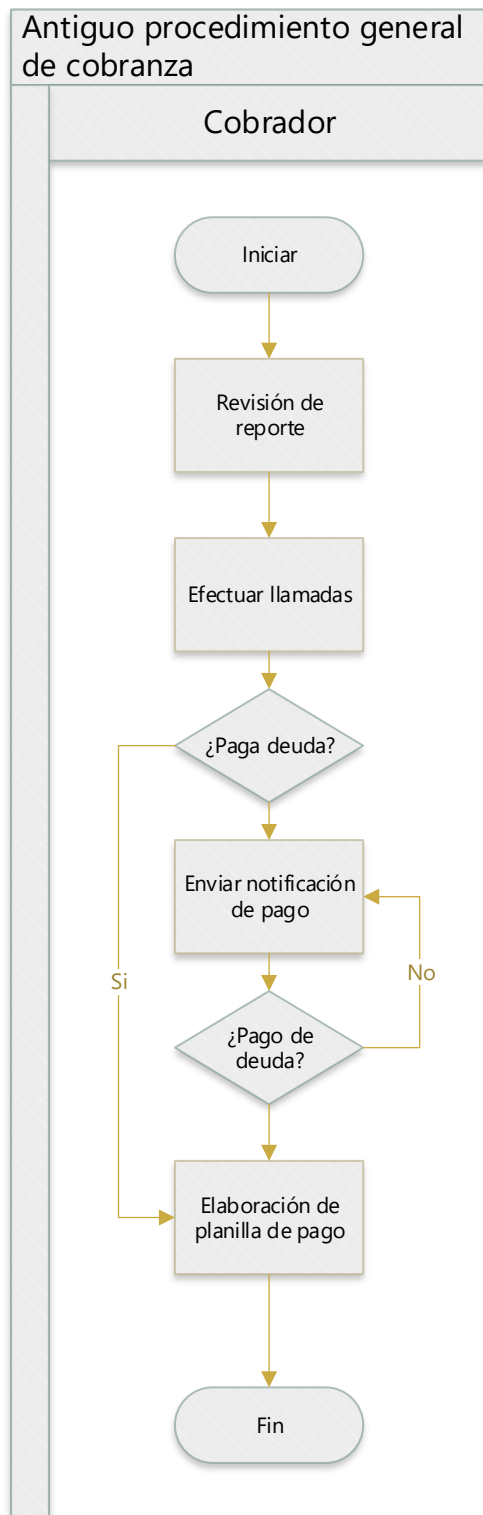 Antiguo procedimiento general
de cobranza
Cobrador
Iniciar
Revisión de
reporte
Efectuar llamadas
¿Paga deuda?
Enviar notificación
de pago
Si
No
¿Pago de
deuda?
Elaboración de
planilla de pago
Fin